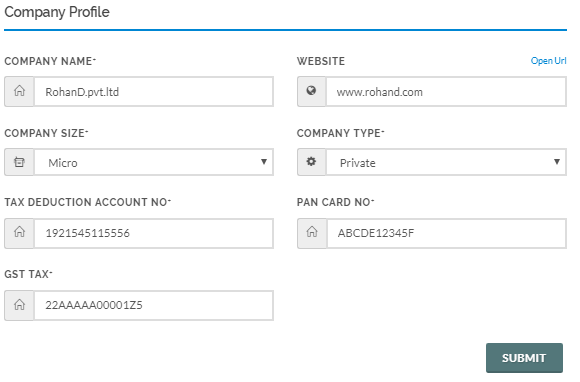 Company Profile
COMPANY NAME*
WEBSITE
Open Url
RohanD.pvt.ltd
www.rohand.com
COMPANY SIZE*
COMPANY TYPE*
Micro
Private
TAX DEDUCTION ACCOUNT NO*
PAN CARD NO*
1921545115556
ABCDE12345F
GST TAX*
22AAAAA00001Z5
SUBMIT